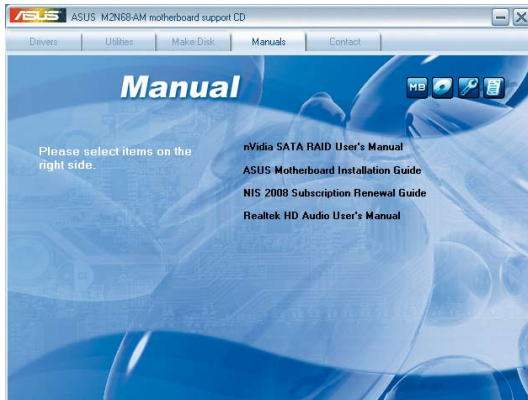 ASUS M2N68-AM motherboard support CD
Drivers Utilities Make Disk Manuals Contact
Manual
MB
Please select items on the
right side.
nVidia SATA RAID User's Manual
ASUS Motherboard Installation Guide
NIS 2008 Subscription Renewal Guide
Realtek HD Audio User's Manual